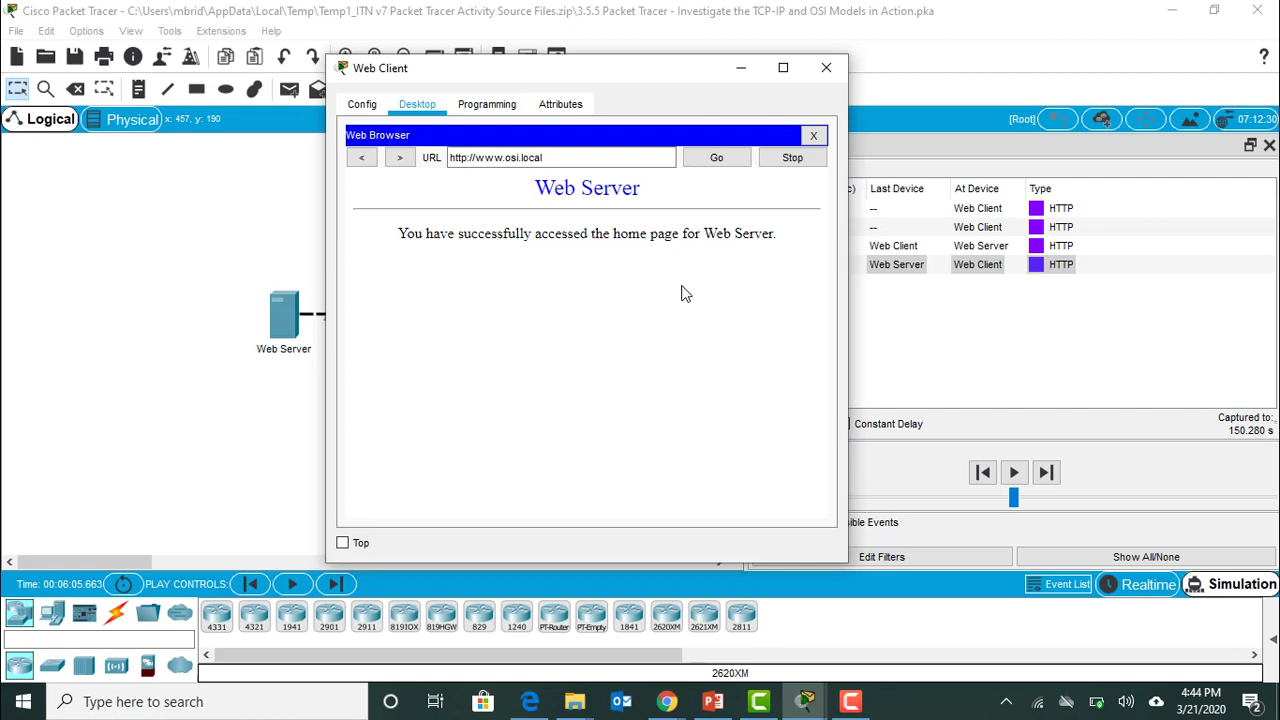 Cisco Packet Tracer - C:\Users\mbrid\AppData\Local\Temp\Temp1_ITN v7 Packet Tracer Activity Source Files.zip\3.5.5 Packet Tracer - Investigate the TCP-IP and OSI Models in Action.pka
File Edit Options View Tools Extensions Help
?
Logical Physical x: 457, y: 190
[Root] 07:12:30
Web Client
Config Desktop Programming Attributes
Web Browser X
< > URL http://www.osi.local Go Stop
Web Server
You have successfully accessed the home page for Web Server.
Top
Web Server
c) Last Device At Device Type
-- Web Client HTTP
-- Web Client HTTP
Web Client Web Server HTTP
Web Server Web Client HTTP
Constant Delay
Captured to:
150.280 s
ible Events
Edit Filters Show All/None
Time: 00:06:05.663 PLAY CONTROLS: Event List Realtime Simulation
4331 4321 1941 2901 2911 819IOX 819HGW 829 1240 PT-Router PT-Empty 1841 2620XM 2621XM 2811
2620XM
Type here to search
4:44 PM
3/21/2020
2